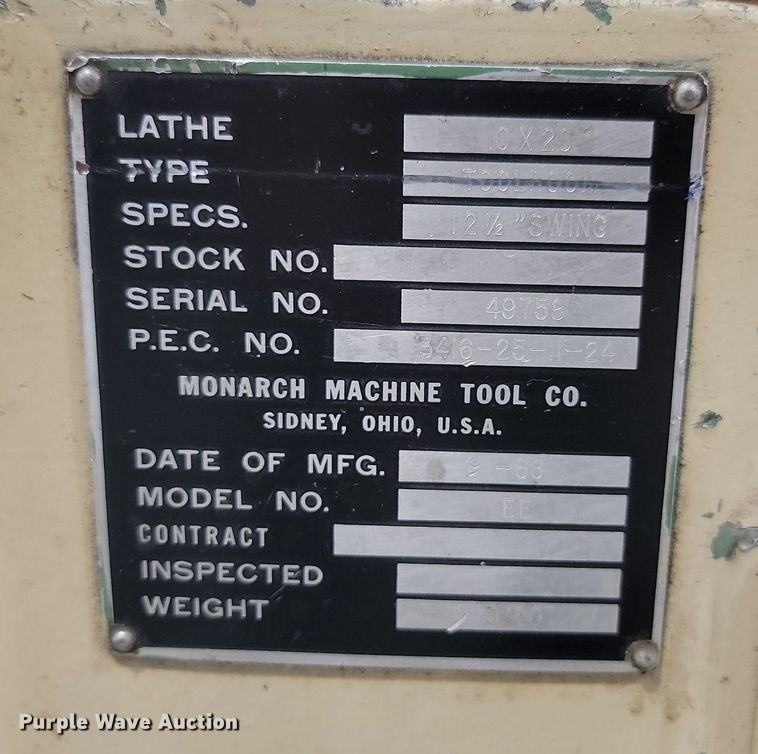 LATHE 10 X 20
TYPE TOOLROOM
SPECS. 12½" SWING
STOCK NO.
SERIAL NO. 49758
P.E.C. NO. 3416-25-11-24
MONARCH MACHINE TOOL CO.
SIDNEY, OHIO, U.S.A.
DATE OF MFG. 9-68
MODEL NO. EE
CONTRACT
INSPECTED
WEIGHT
Purple Wave Auction